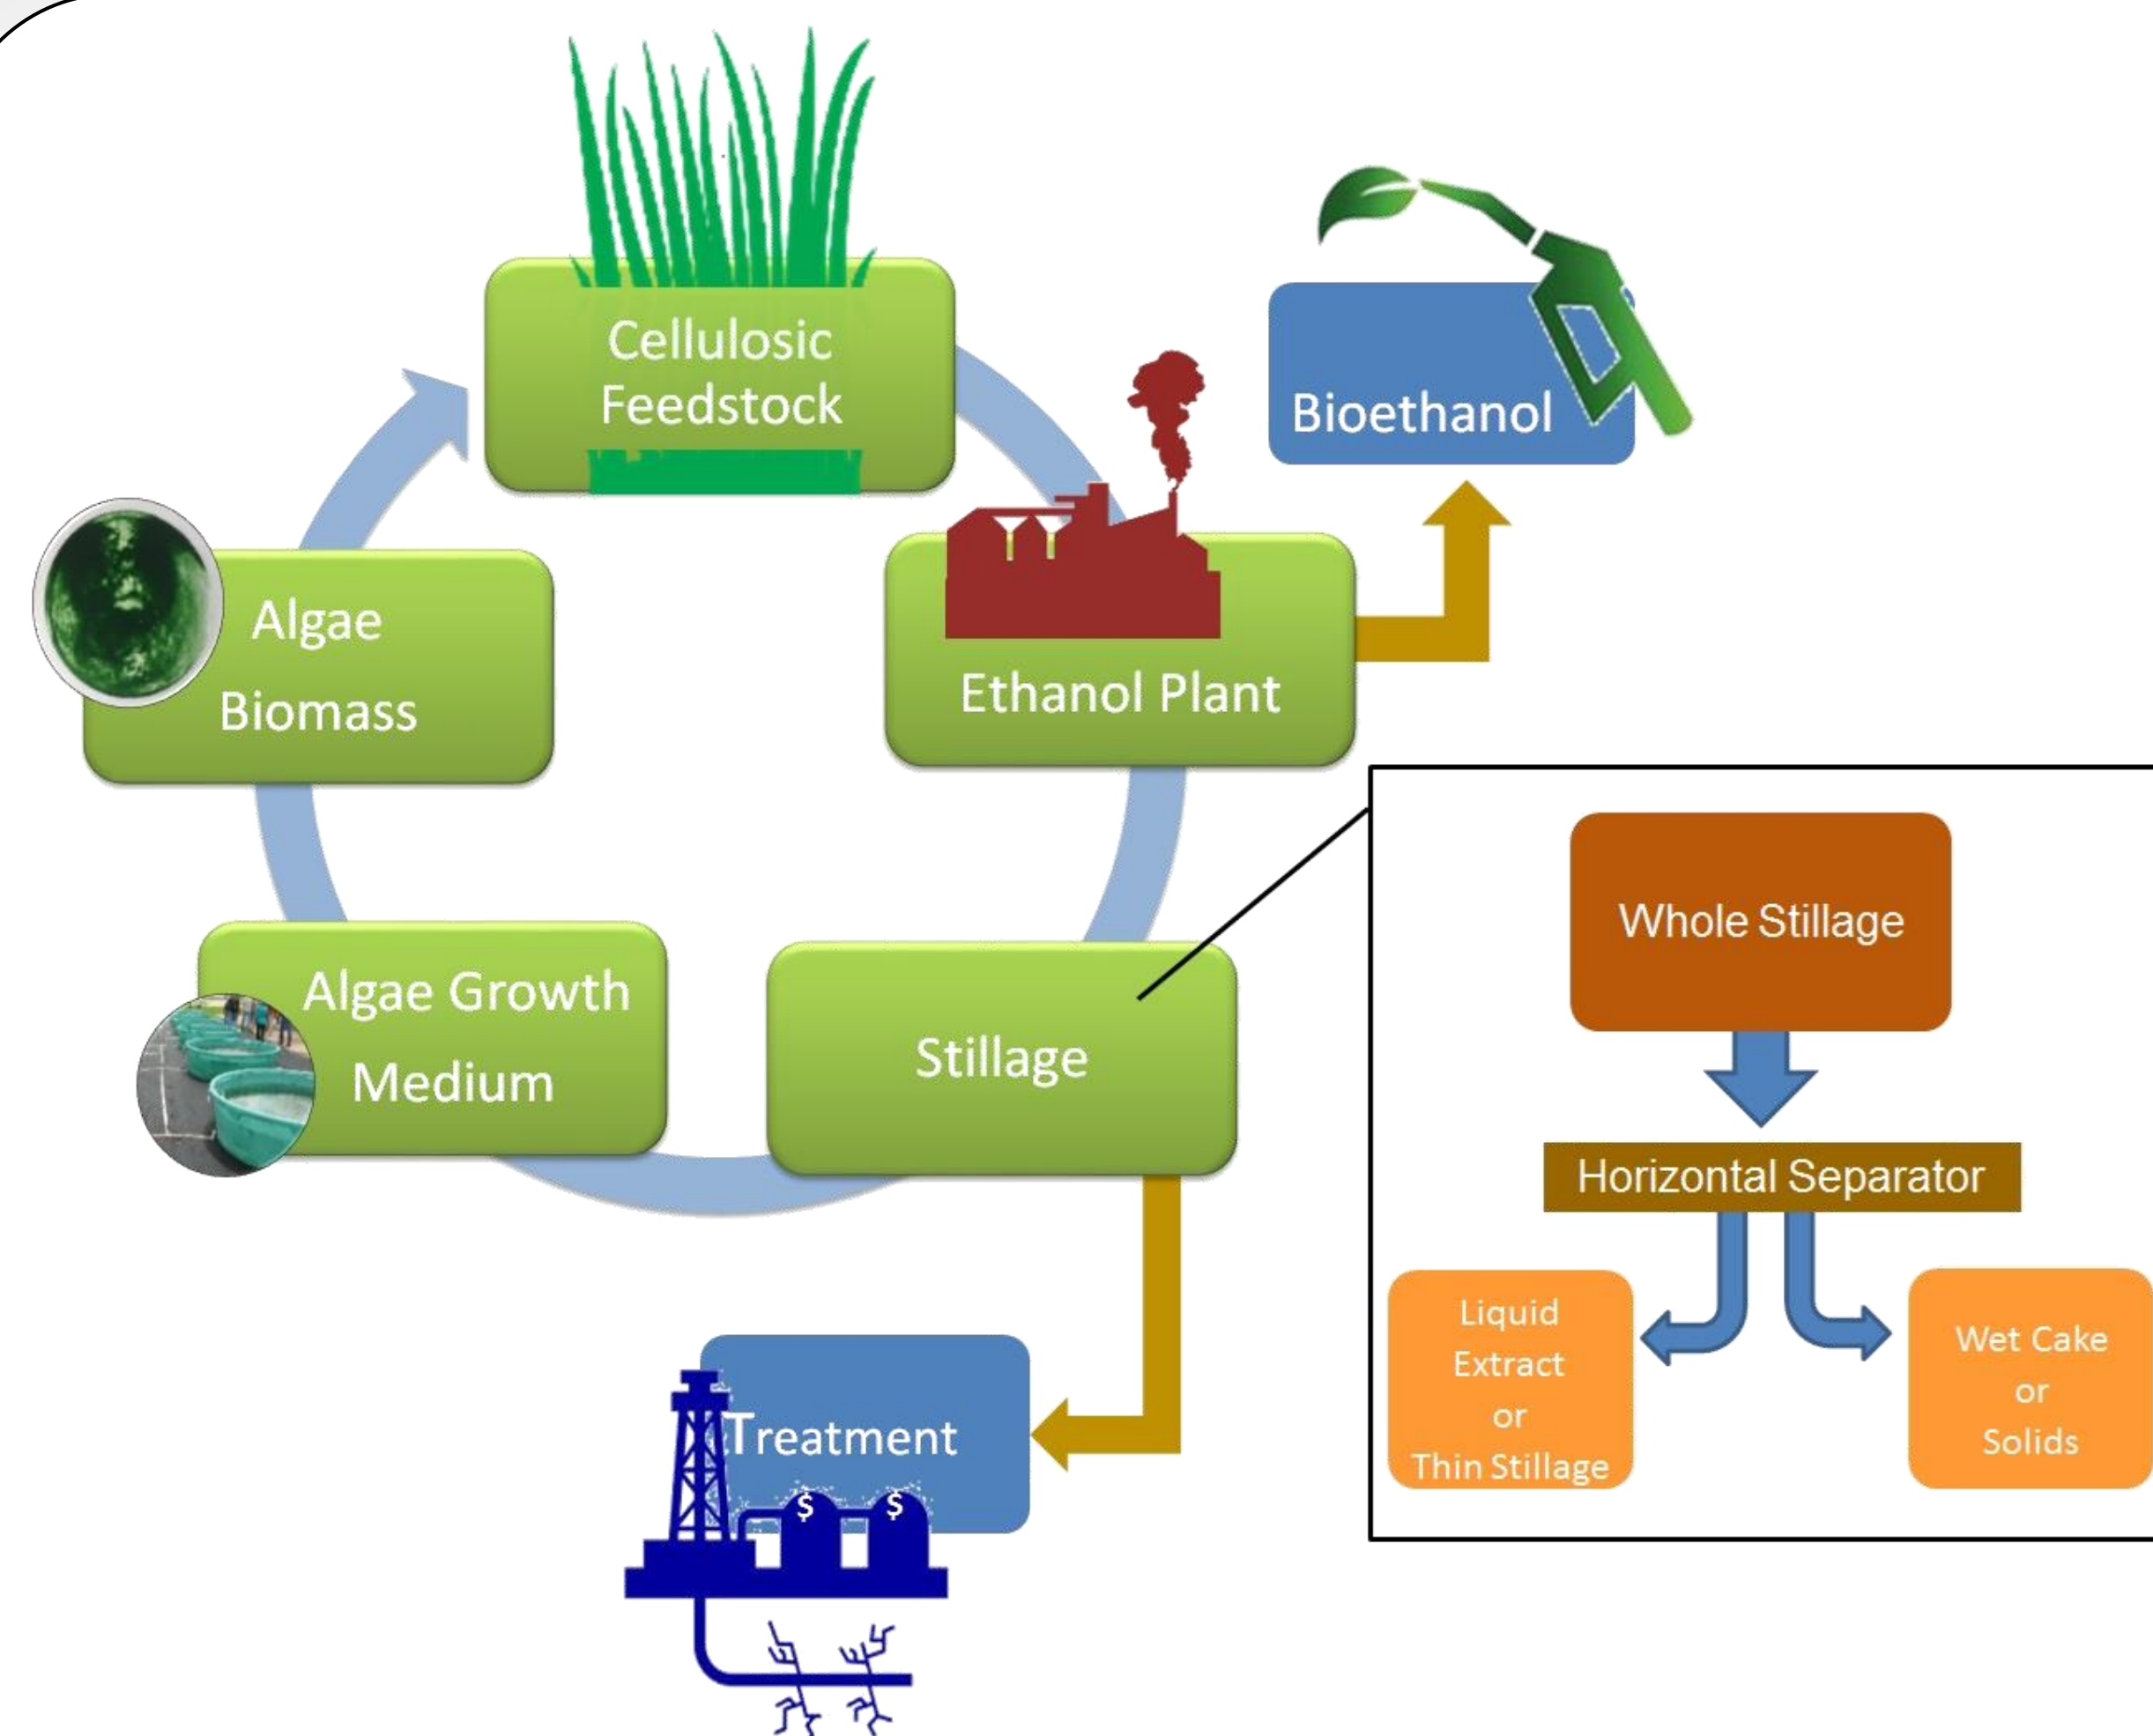 Cellulosic
Feedstock
Bioethanol
Algae
Biomass
Ethanol Plant
Whole Stillage
Algae Growth
Medium
Stillage
Horizontal Separator
Liquid
Extract
or
Thin Stillage
Wet Cake
or
Solids
Treatment
$ $